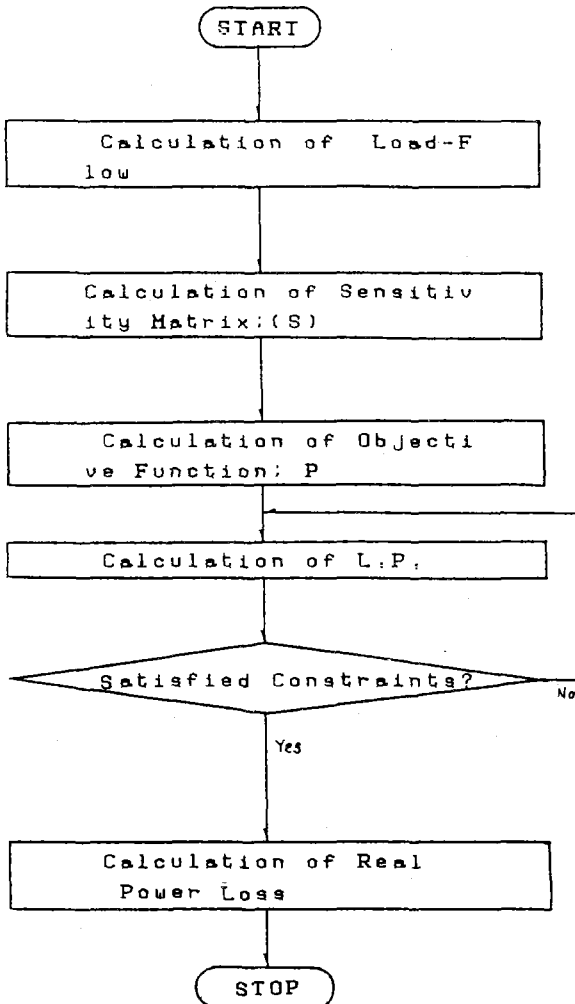 START
Calculation of Load-F
low
Calculation of Sensitiv
ity Matrix:(S)
Calculation of Objecti
ve Function: P
Calculation of L.P.
Satisfied Constraints?
No
Yes
Calculation of Real
Power Loss
STOP